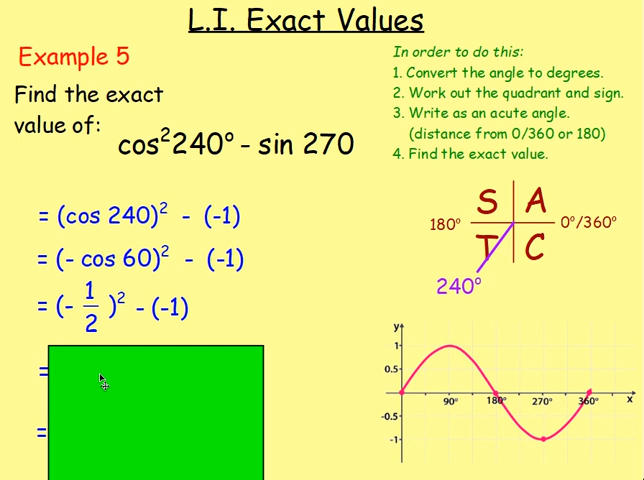 L.I. Exact Values
Example 5
Find the exact
value of:
cos²240° - sin 270
In order to do this:
1. Convert the angle to degrees.
2. Work out the quadrant and sign.
3. Write as an acute angle.
(distance from 0/360 or 180)
4. Find the exact value.
= (cos 240)² - (-1)
= (- cos 60)² - (-1)
= (- 1/2 )² - (-1)
=
=
S A
180° 0°/360°
T C
240°
y
1
0.5
90° 180° 270° 360° x
-0.5
-1